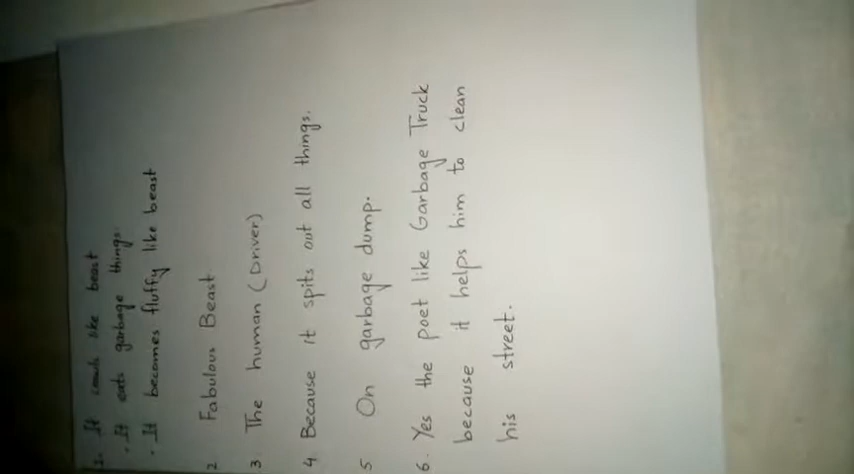 1. It looks like beast
· It eats garbage things.
· It becomes fluffy like beast
2 Fabulous Beast
3 The human (Driver)
4 Because it spits out all things.
5 On garbage dump.
6. Yes the poet like Garbage Truck
because it helps him to clean
his street.